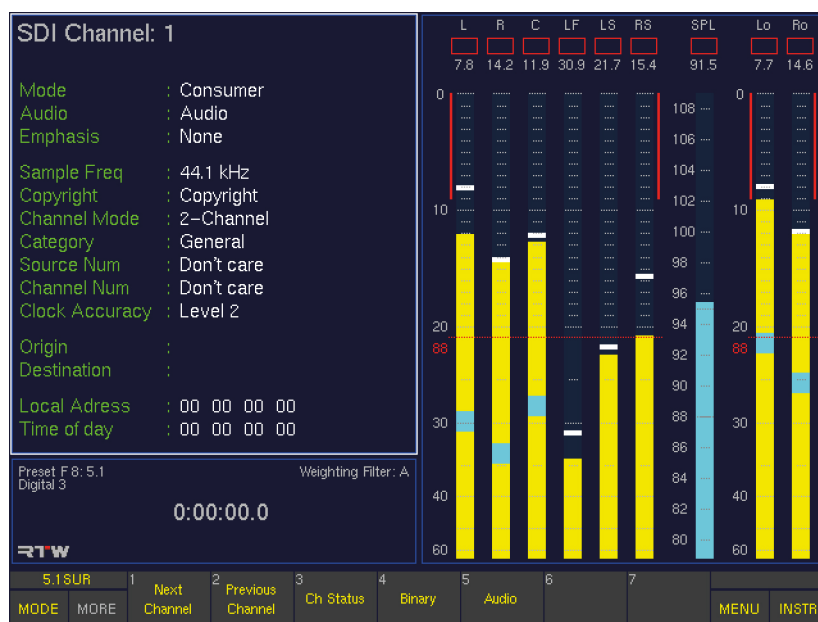 SDI Channel: 1
Mode : Consumer
Audio : Audio
Emphasis : None
Sample Freq : 44.1 kHz
Copyright : Copyright
Channel Mode : 2-Channel
Category : General
Source Num : Don't care
Channel Num : Don't care
Clock Accuracy : Level 2
Origin :
Destination :
Local Adress : 00 00 00 00
Time of day : 00 00 00 00
Preset F8: 5.1 Weighting Filter: A
Digital 3
0:00:00.0
RTW
L R C LF LS RS SPL Lo Ro
7.8 14.2 11.9 30.9 21.7 15.4 91.5 7.7 14.6
0 0
108
106
104
102
10 10
100
98
96
20 94 20
88 88
92
90
30 88 30
86
84
40 40
82
80
60 60
5.1SUR 1 2 3 4 5 6 7
Next Channel
Previous Channel
Ch Status
Binary
Audio
MODE MORE MENU INSTR